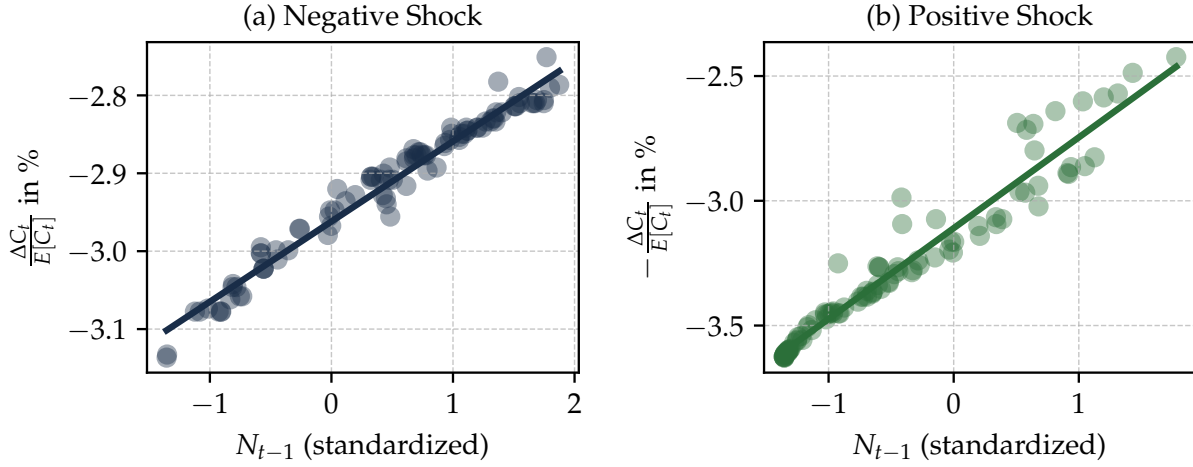 (a) Negative Shock
ΔC_t / E[C_t] in %
−2.8
−2.9
−3.0
−3.1
−1
0
1
2
N_{t−1} (standardized)
(b) Positive Shock
−ΔC_t / E[C_t] in %
−2.5
−3.0
−3.5
−1
0
1
N_{t−1} (standardized)